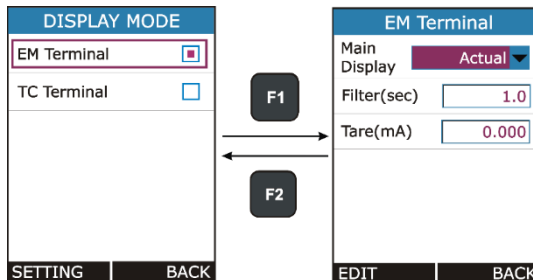 DISPLAY MODE
EM Terminal
TC Terminal
SETTING BACK
F1
F2
EM Terminal
Main
Display
Actual
Filter(sec) 1.0
Tare(mA) 0.000
EDIT BACK